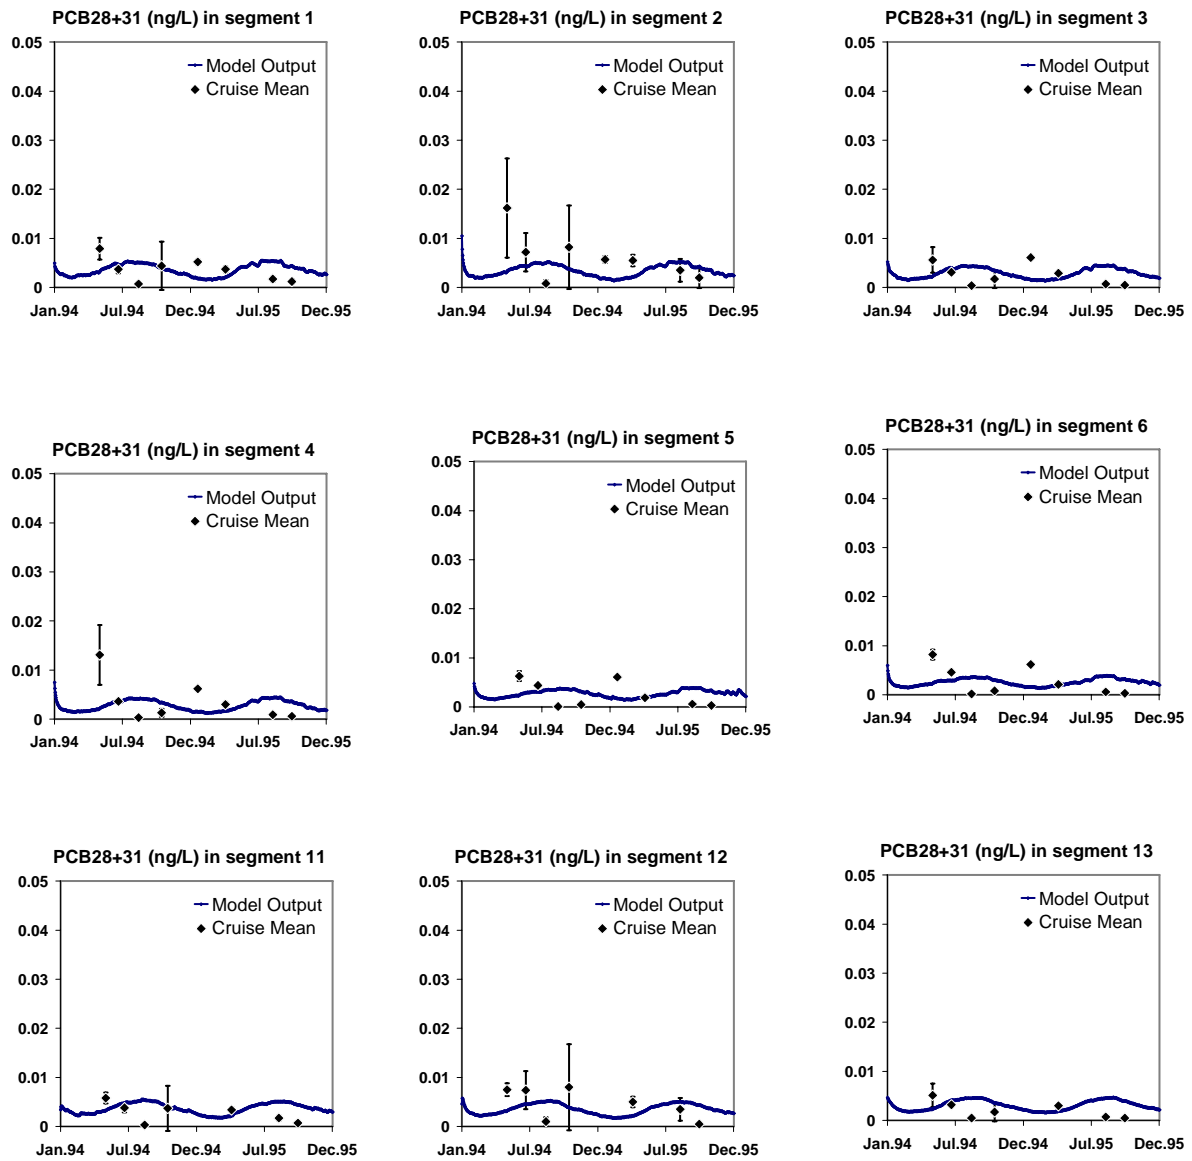 PCB28+31 (ng/L) in segment 1
0.05
0.04
0.03
0.02
0.01
0
Model Output
Cruise Mean
Jan.94 Jul.94 Dec.94 Jul.95 Dec.95
PCB28+31 (ng/L) in segment 2
0.05
0.04
0.03
0.02
0.01
0
Model Output
Cruise Mean
Jan.94 Jul.94 Dec.94 Jul.95 Dec.95
PCB28+31 (ng/L) in segment 3
0.05
0.04
0.03
0.02
0.01
0
Model Output
Cruise Mean
Jan.94 Jul.94 Dec.94 Jul.95 Dec.95
PCB28+31 (ng/L) in segment 4
0.05
0.04
0.03
0.02
0.01
0
Model Output
Cruise Mean
Jan.94 Jul.94 Dec.94 Jul.95 Dec.95
PCB28+31 (ng/L) in segment 5
0.05
0.04
0.03
0.02
0.01
0
Model Output
Cruise Mean
Jan.94 Jul.94 Dec.94 Jul.95 Dec.95
PCB28+31 (ng/L) in segment 6
0.05
0.04
0.03
0.02
0.01
0
Model Output
Cruise Mean
Jan.94 Jul.94 Dec.94 Jul.95 Dec.95
PCB28+31 (ng/L) in segment 11
0.05
0.04
0.03
0.02
0.01
0
Model Output
Cruise Mean
Jan.94 Jul.94 Dec.94 Jul.95 Dec.95
PCB28+31 (ng/L) in segment 12
0.05
0.04
0.03
0.02
0.01
0
Model Output
Cruise Mean
Jan.94 Jul.94 Dec.94 Jul.95 Dec.95
PCB28+31 (ng/L) in segment 13
0.05
0.04
0.03
0.02
0.01
0
Model Output
Cruise Mean
Jan.94 Jul.94 Dec.94 Jul.95 Dec.95